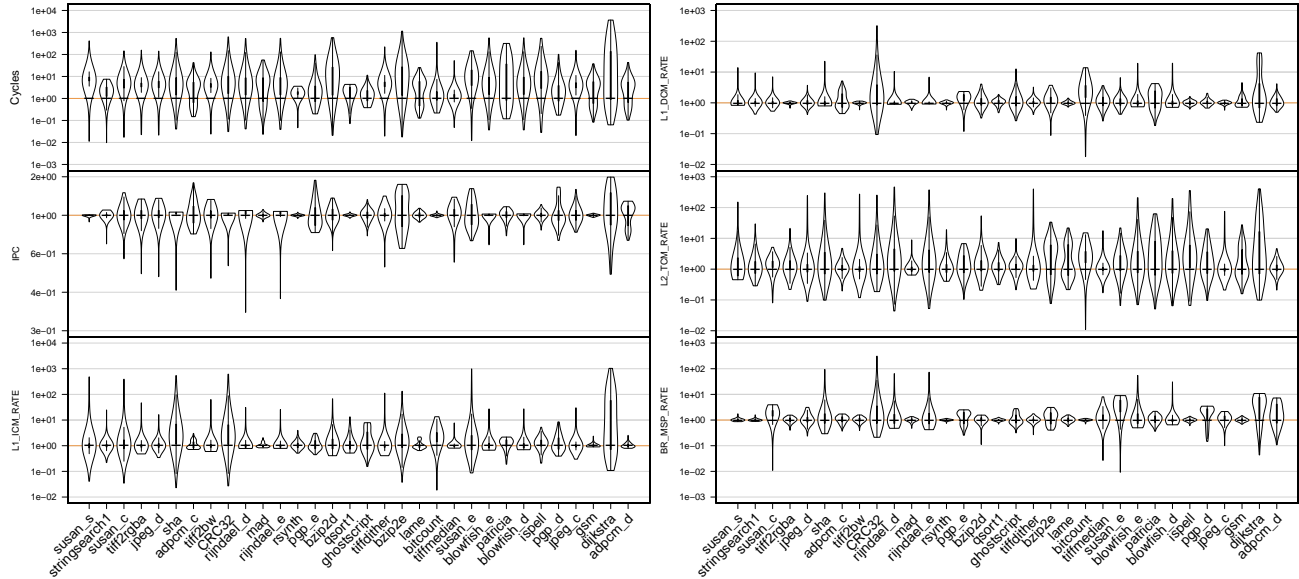 Cycles
1e+04
1e+03
1e+02
1e+01
1e+00
1e−01
1e−02
1e−03
IPC
2e+00
1e+00
6e−01
4e−01
3e−01
L1_ICM_RATE
1e+04
1e+03
1e+02
1e+01
1e+00
1e−01
1e−02
susan_s
stringsearch1
susan_c
tiff2rgba
jpeg_d
sha
adpcm_c
tiff2bw
CRC32
rijndael_d
mad
rijndael_e
rsynth
pgp_e
bzip2d
qsort1
ghostscript
tiffdither
bzip2e
lame
bitcount
tiffmedian
susan_e
blowfish_e
patricia
blowfish_d
ispell
pgp_d
jpeg_c
gsm
dijkstra
adpcm_d
L1_DCM_RATE
1e+03
1e+02
1e+01
1e+00
1e−01
1e−02
L2_TCM_RATE
1e+03
1e+02
1e+01
1e+00
1e−01
1e−02
BR_MSP_RATE
1e+03
1e+02
1e+01
1e+00
1e−01
1e−02
1e−03
susan_s
stringsearch1
susan_c
tiff2rgba
jpeg_d
sha
adpcm_c
tiff2bw
CRC32
rijndael_d
mad
rijndael_e
rsynth
pgp_e
bzip2d
qsort1
ghostscript
tiffdither
bzip2e
lame
bitcount
tiffmedian
susan_e
blowfish_e
patricia
blowfish_d
ispell
pgp_d
jpeg_c
gsm
dijkstra
adpcm_d